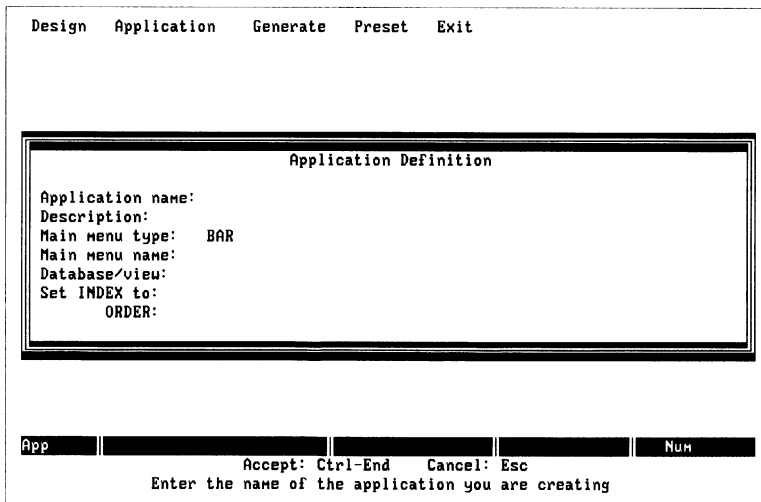 Design Application Generate Preset Exit
Application Definition
Application name:
Description:
Main menu type: BAR
Main menu name:
Database/view:
Set INDEX to:
ORDER:
App Num
Accept: Ctrl-End Cancel: Esc
Enter the name of the application you are creating